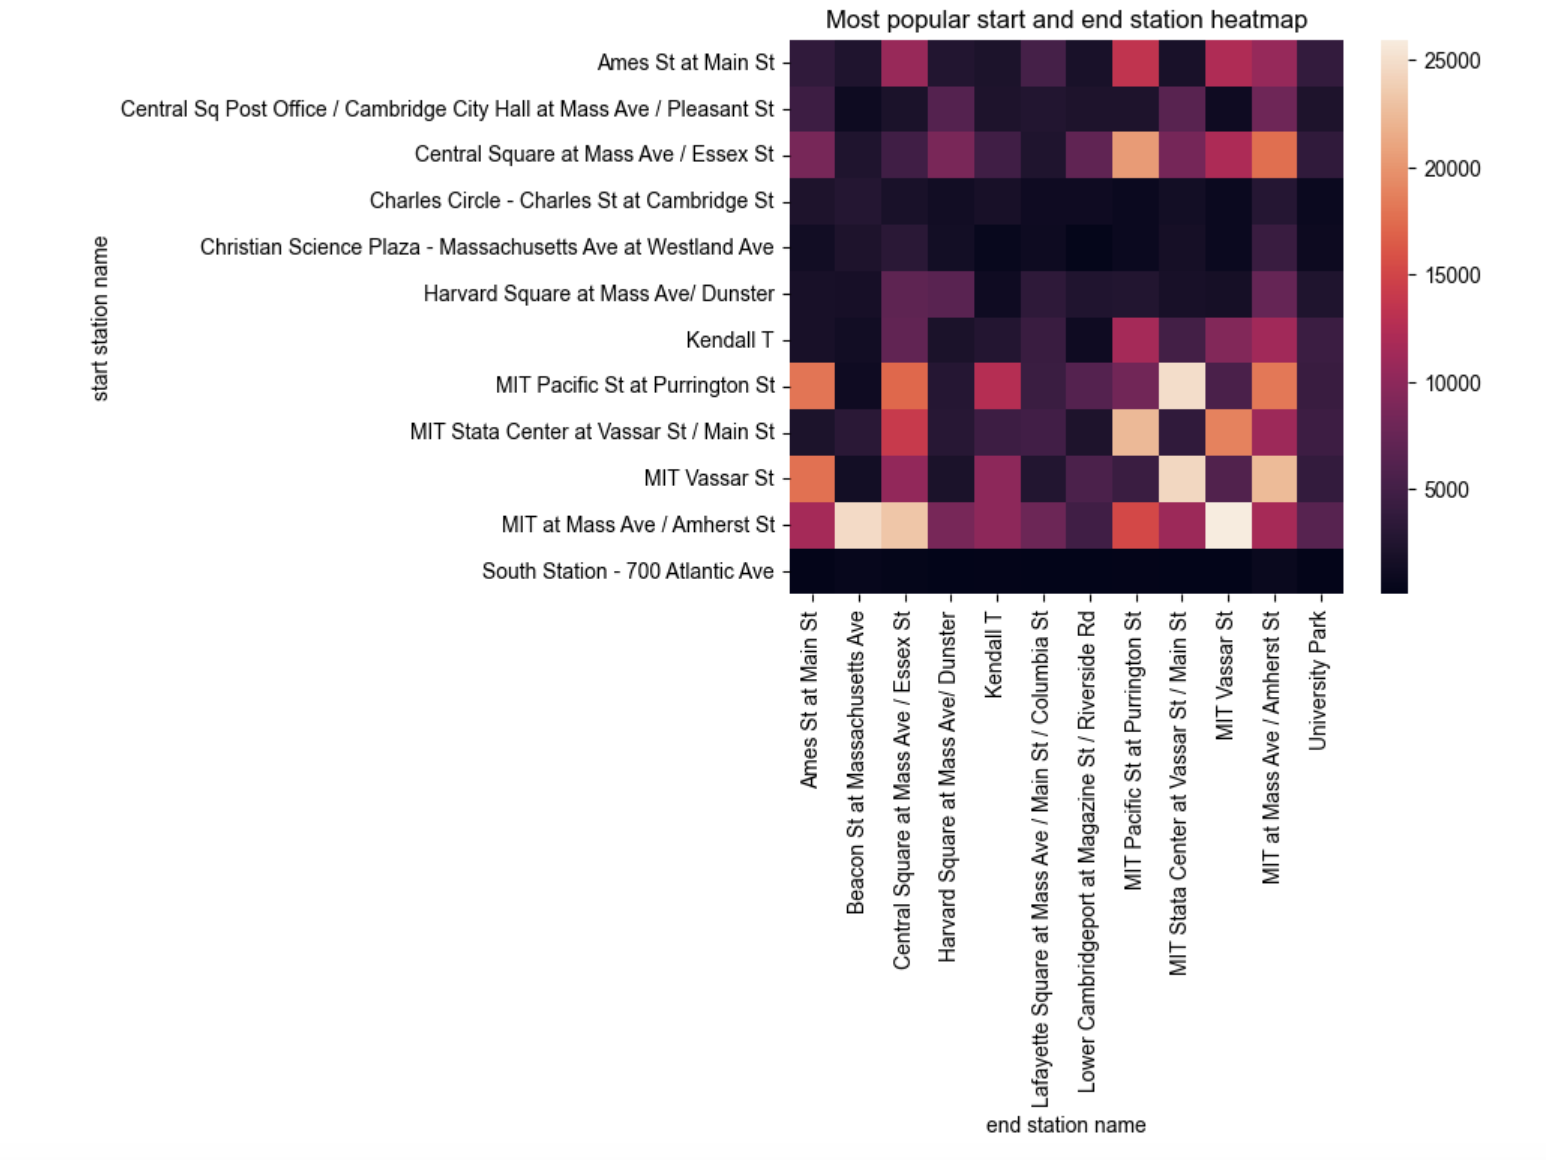 Most popular start and end station heatmap
start station name
Ames St at Main St
Central Sq Post Office / Cambridge City Hall at Mass Ave / Pleasant St
Central Square at Mass Ave / Essex St
Charles Circle - Charles St at Cambridge St
Christian Science Plaza - Massachusetts Ave at Westland Ave
Harvard Square at Mass Ave/ Dunster
Kendall T
MIT Pacific St at Purrington St
MIT Stata Center at Vassar St / Main St
MIT Vassar St
MIT at Mass Ave / Amherst St
South Station - 700 Atlantic Ave
25000
20000
15000
10000
5000
Ames St at Main St
Beacon St at Massachusetts Ave
Central Square at Mass Ave / Essex St
Harvard Square at Mass Ave/ Dunster
Kendall T
Lafayette Square at Mass Ave / Main St / Columbia St
Lower Cambridgeport at Magazine St / Riverside Rd
MIT Pacific St at Purrington St
MIT Stata Center at Vassar St / Main St
MIT Vassar St
MIT at Mass Ave / Amherst St
University Park
end station name